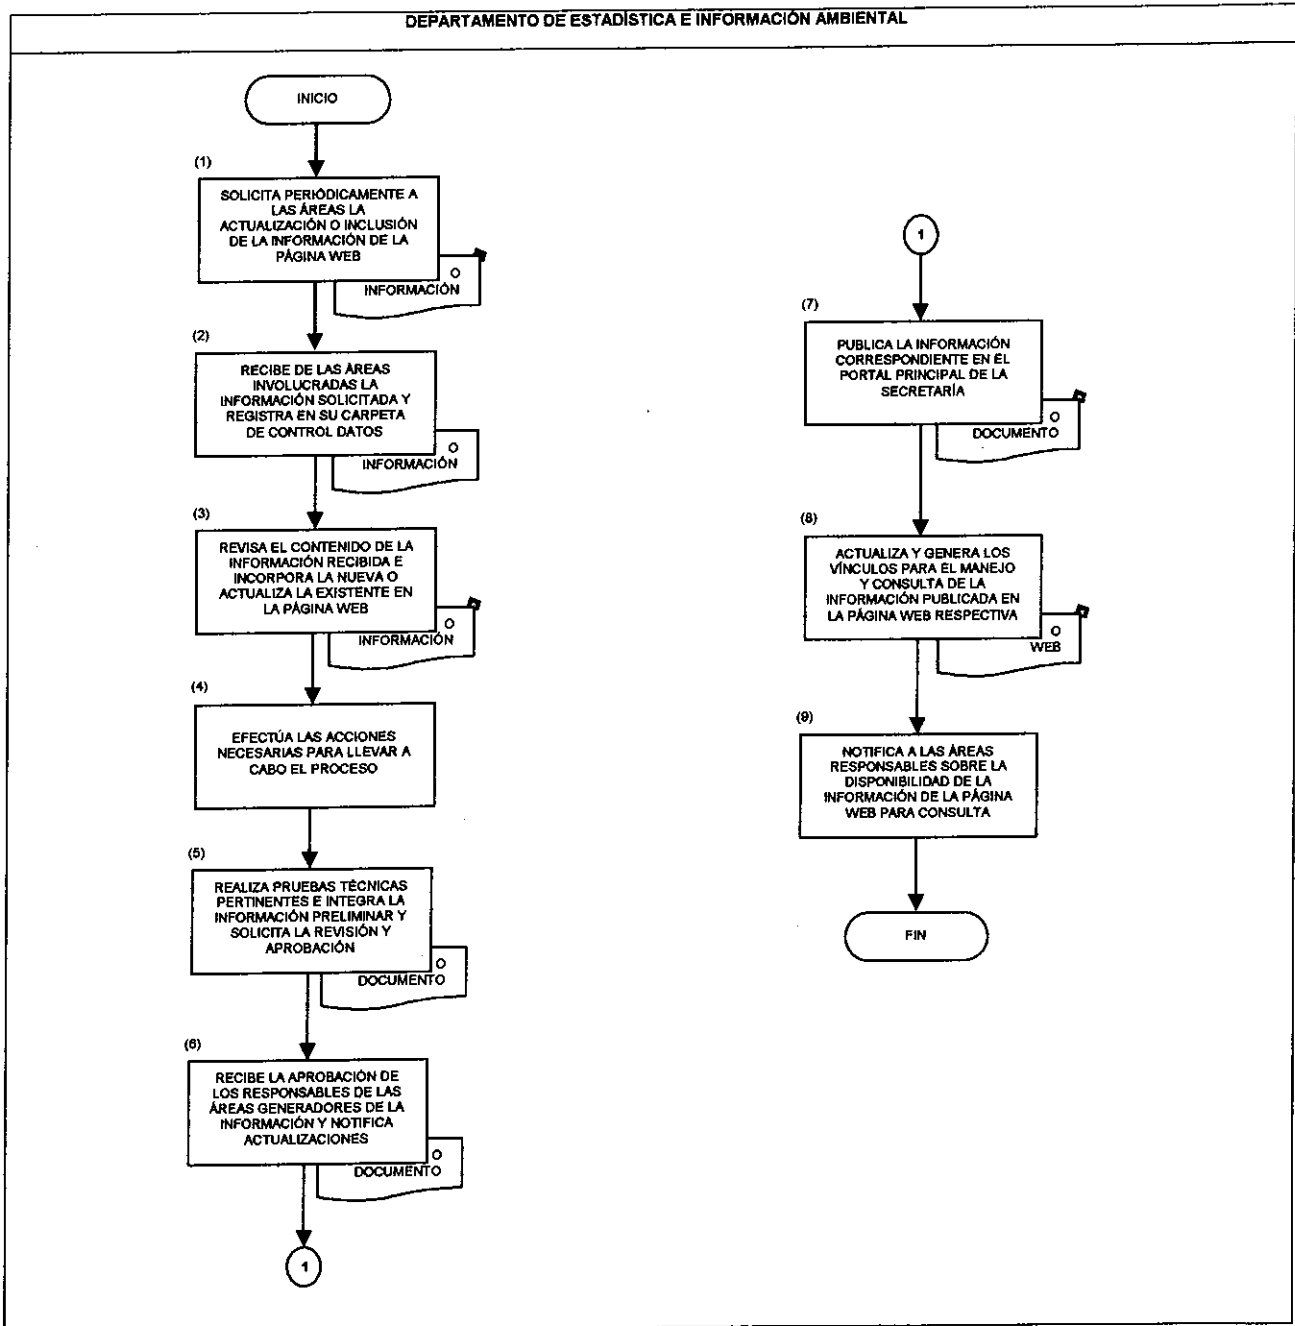 DEPARTAMENTO DE ESTADÍSTICA E INFORMACIÓN AMBIENTAL
INICIO
(1)
SOLICITA PERIÓDICAMENTE A
LAS ÁREAS LA
ACTUALIZACIÓN O INCLUSIÓN
DE LA INFORMACIÓN DE LA
PÁGINA WEB
O
INFORMACIÓN
(2)
RECIBE DE LAS ÁREAS
INVOLUCRADAS LA
INFORMACIÓN SOLICITADA Y
REGISTRA EN SU CARPETA
DE CONTROL DATOS
O
INFORMACIÓN
(3)
REVISA EL CONTENIDO DE LA
INFORMACIÓN RECIBIDA E
INCORPORA LA NUEVA O
ACTUALIZA LA EXISTENTE EN
LA PÁGINA WEB
O
INFORMACIÓN
(4)
EFECTÚA LAS ACCIONES
NECESARIAS PARA LLEVAR A
CABO EL PROCESO
(5)
REALIZA PRUEBAS TÉCNICAS
PERTINENTES E INTEGRA LA
INFORMACIÓN PRELIMINAR Y
SOLICITA LA REVISIÓN Y
APROBACIÓN
O
DOCUMENTO
(6)
RECIBE LA APROBACIÓN DE
LOS RESPONSABLES DE LAS
ÁREAS GENERADORES DE LA
INFORMACIÓN Y NOTIFICA
ACTUALIZACIONES
O
DOCUMENTO
1
1
(7)
PUBLICA LA INFORMACIÓN
CORRESPONDIENTE EN EL
PORTAL PRINCIPAL DE LA
SECRETARÍA
O
DOCUMENTO
(8)
ACTUALIZA Y GENERA LOS
VÍNCULOS PARA EL MANEJO
Y CONSULTA DE LA
INFORMACIÓN PUBLICADA EN
LA PÁGINA WEB RESPECTIVA
O
WEB
(9)
NOTIFICA A LAS ÁREAS
RESPONSABLES SOBRE LA
DISPONIBILIDAD DE LA
INFORMACIÓN DE LA PÁGINA
WEB PARA CONSULTA
FIN